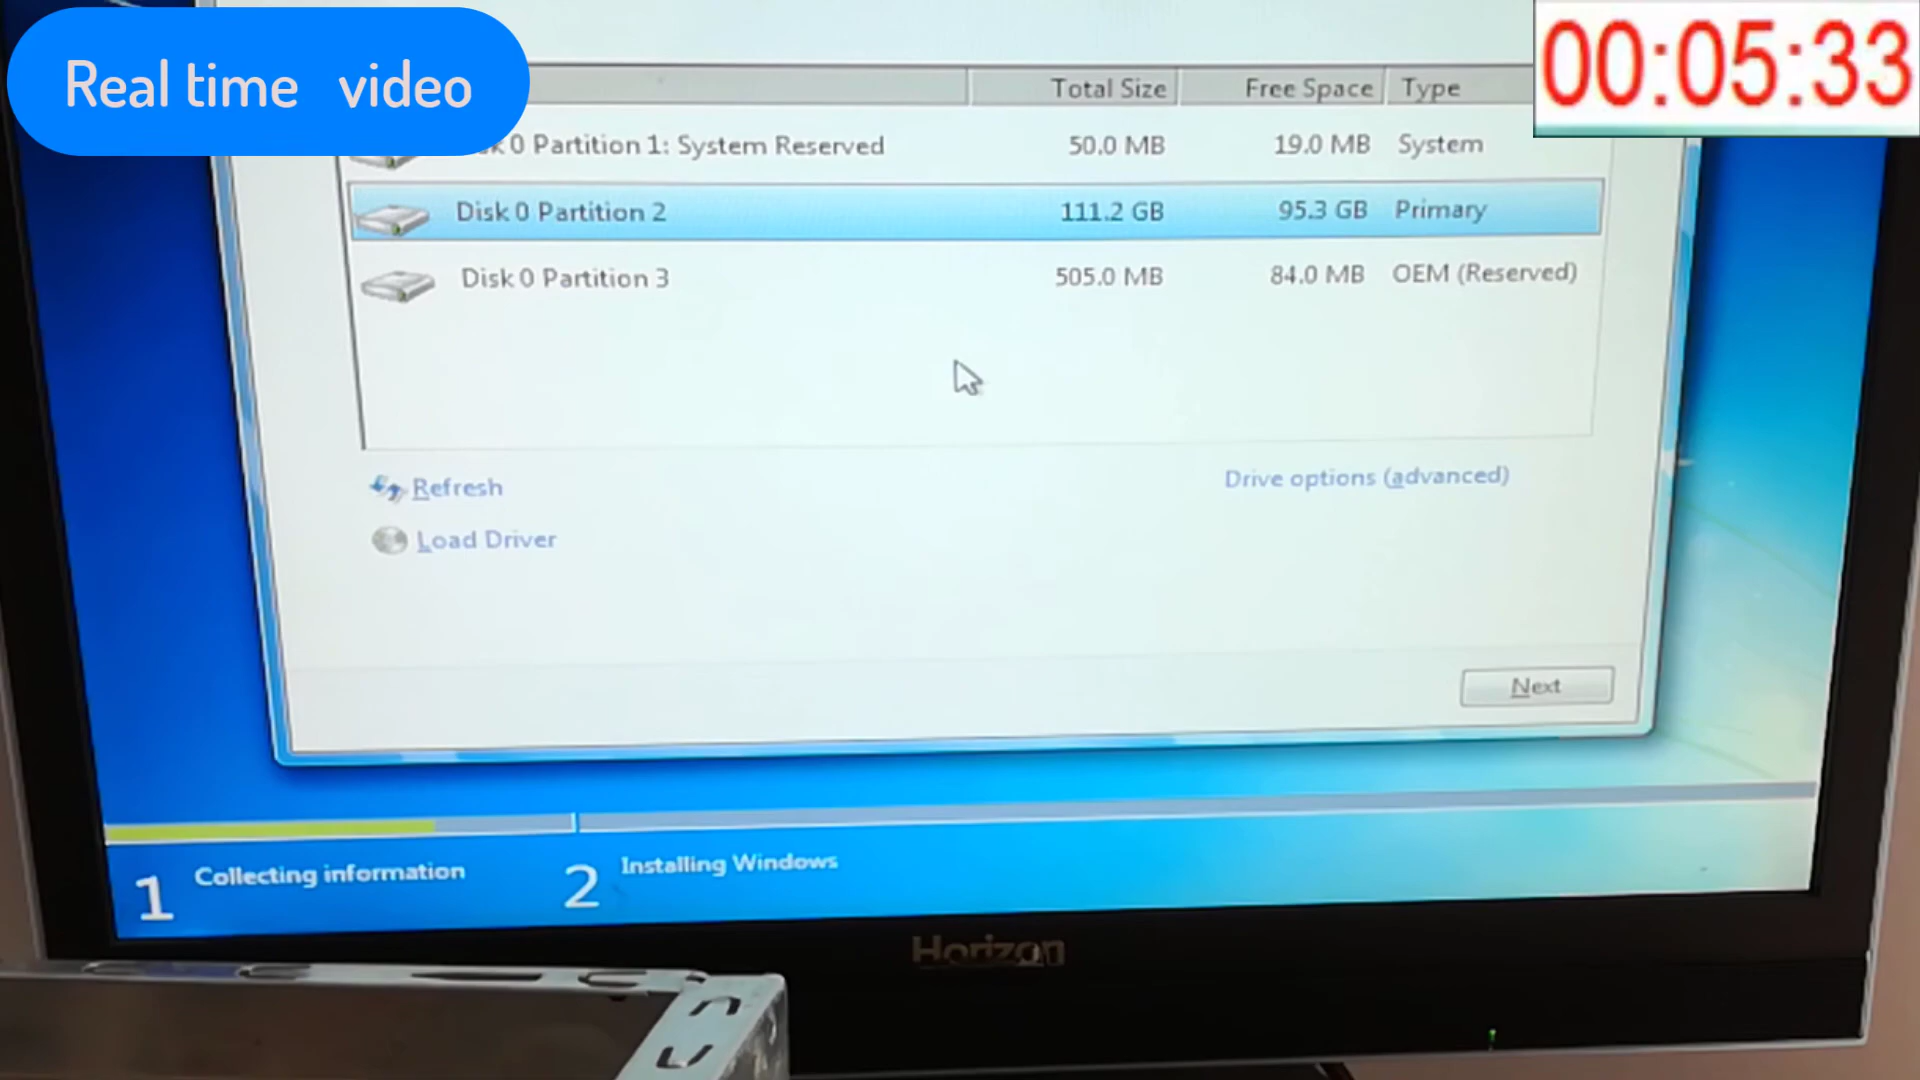 Real time video
00:05:33
Total Size Free Space Type
k 0 Partition 1: System Reserved 50.0 MB 19.0 MB System
Disk 0 Partition 2 111.2 GB 95.3 GB Primary
Disk 0 Partition 3 505.0 MB 84.0 MB OEM (Reserved)
Refresh Drive options (advanced)
Load Driver
Next
1 Collecting information 2 Installing Windows
Horizon